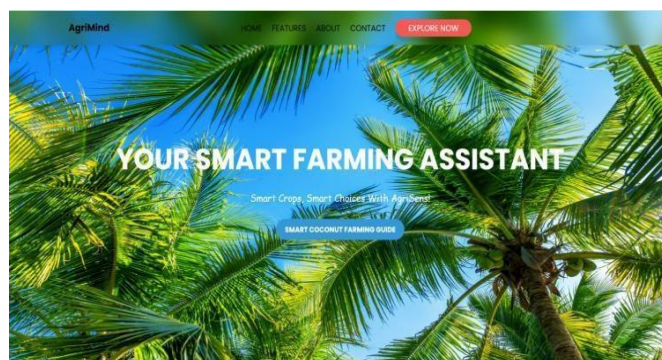 AgriMind
HOME FEATURES ABOUT CONTACT EXPLORE NOW
YOUR SMART FARMING ASSISTANT
Smart Crops, Smart Choices With AgriSens!
SMART COCONUT FARMING GUIDE